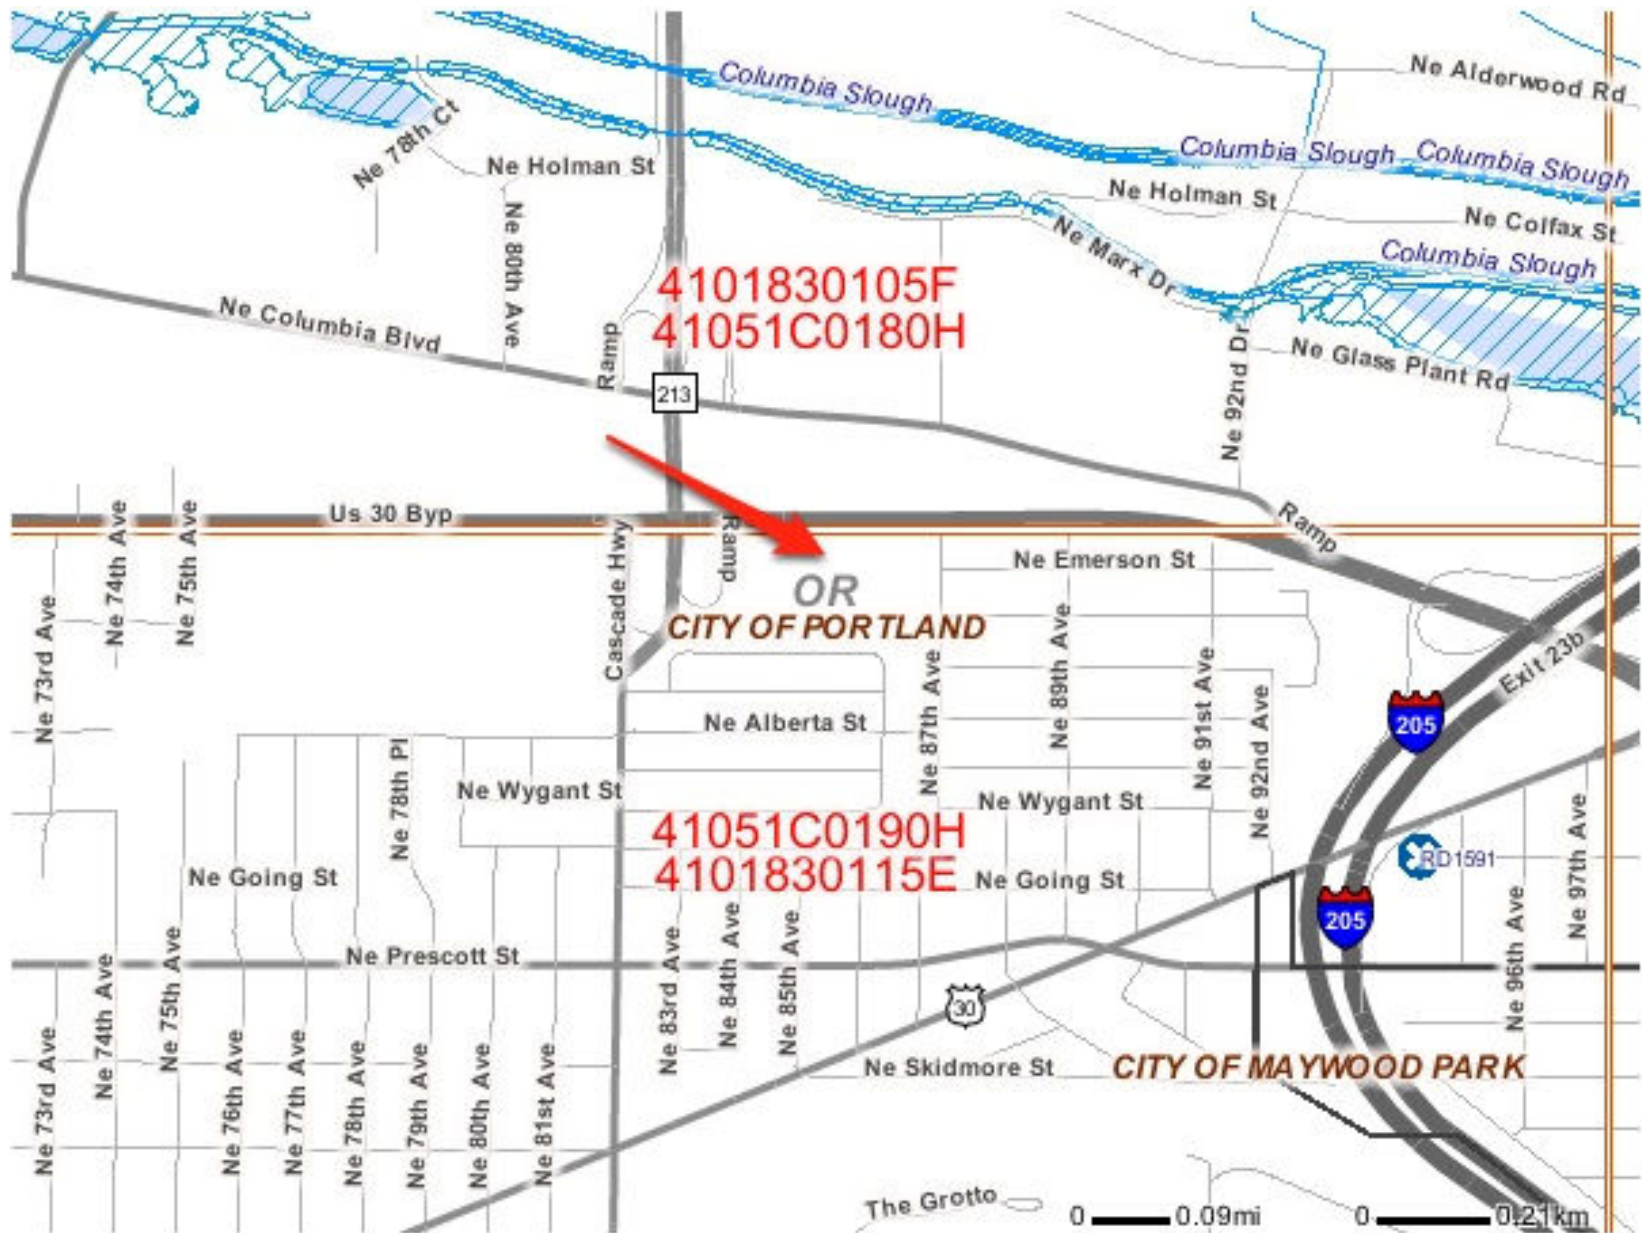 Columbia Slough
Ne Alderwood Rd
Ne 78th Ct
Ne Holman St
Columbia Slough
Columbia Slough
Ne Holman St
Ne Colfax St
Ne 80th Ave
Ne Marx Dr
Columbia Slough
4101830105F
41051C0180H
Ne Columbia Blvd
Ramp
Ne 92nd Dr
Ne Glass Plant Rd
213
Us 30 Byp
Ramp
Ne 74th Ave
Ne 75th Ave
Cascade Hwy
Ramp
Ne Emerson St
OR
CITY OF PORTLAND
Ne 73rd Ave
Ne 87th Ave
Ne 89th Ave
Ne 91st Ave
Ne 92nd Ave
Exit 23b
205
Ne Alberta St
Ne 78th Pl
Ne Wygant St
Ne Wygant St
41051C0190H
4101830115E
RD1591
Ne 97th Ave
Ne Going St
Ne Going St
205
Ne Prescott St
Ne 74th Ave
Ne 75th Ave
Ne 83rd Ave
Ne 84th Ave
Ne 85th Ave
30
Ne 96th Ave
Ne Skidmore St
CITY OF MAYWOOD PARK
Ne 73rd Ave
Ne 76th Ave
Ne 77th Ave
Ne 78th Ave
Ne 79th Ave
Ne 80th Ave
Ne 81st Ave
The Grotto
0 0.09mi
0 0.21km